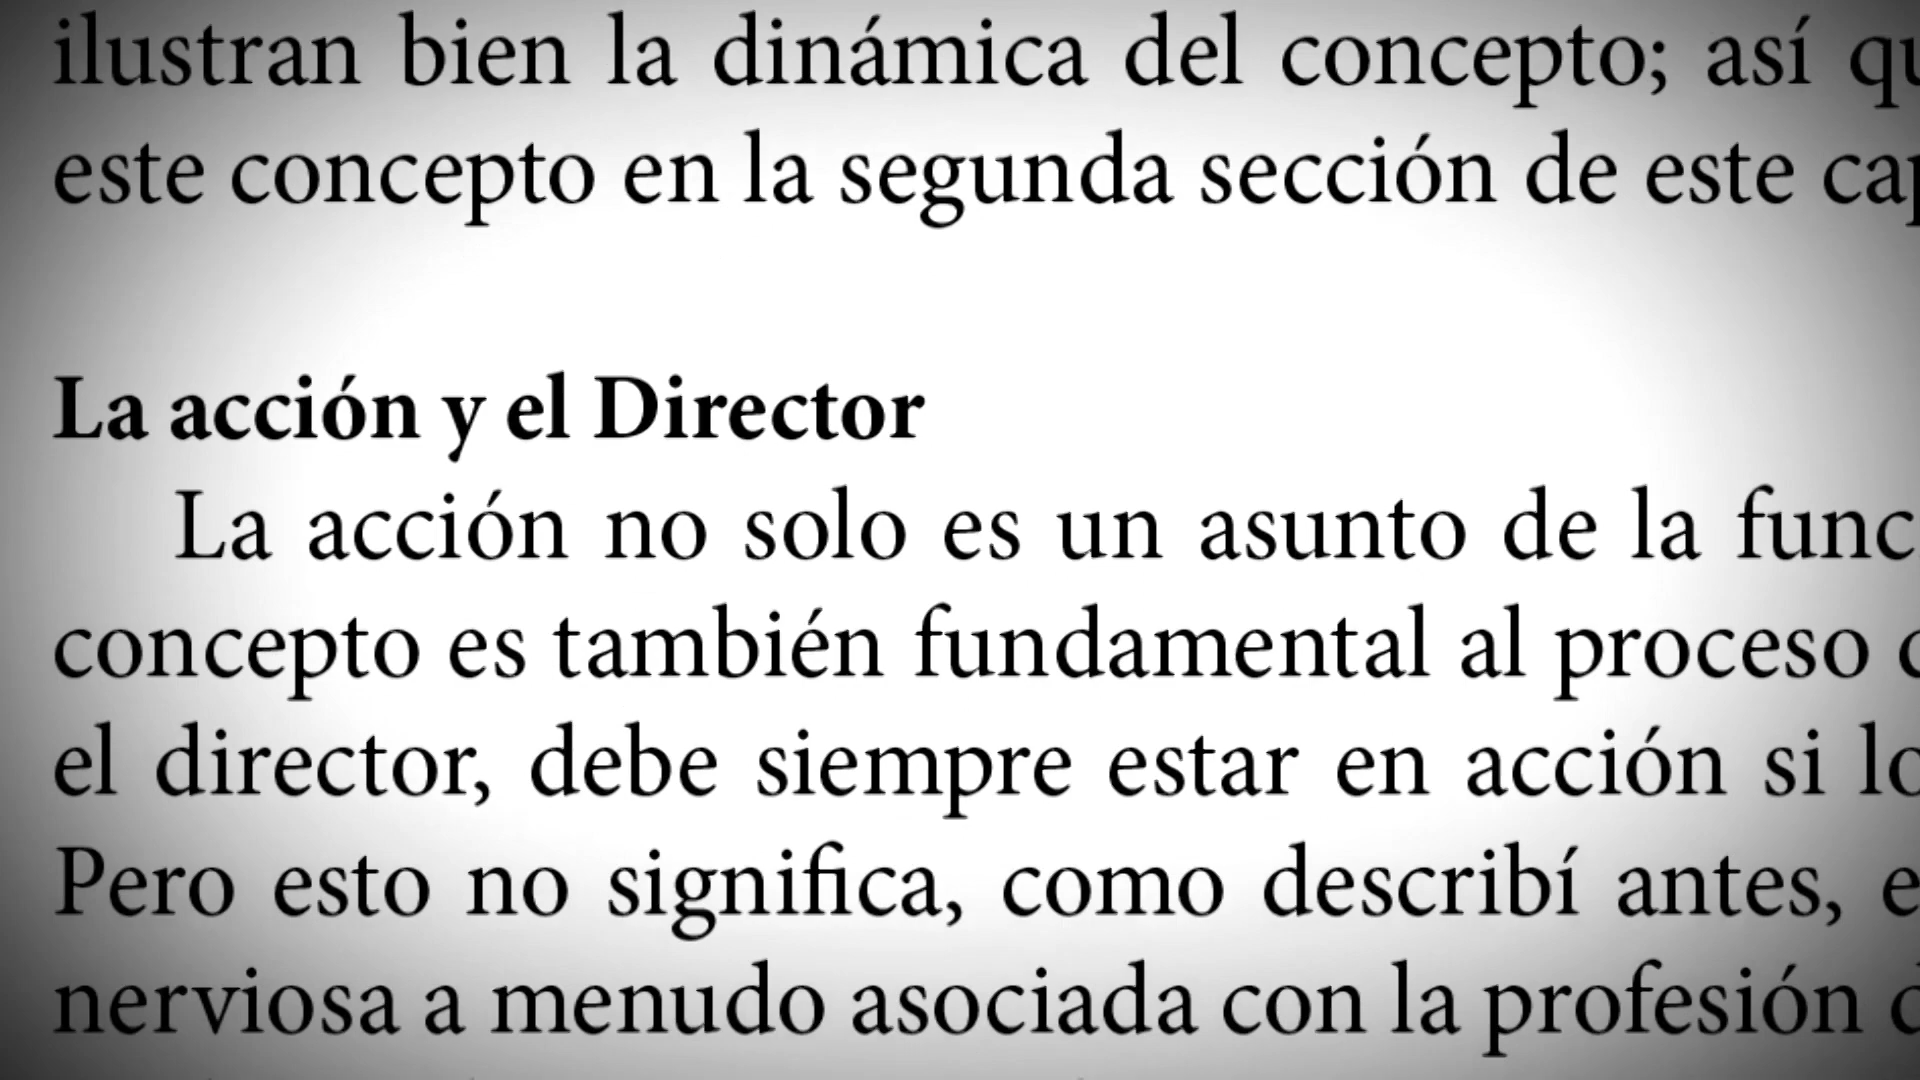 ilustran bien la dinámica del concepto; así
este concepto en la segunda sección de este
La acción y el Director
La acción no solo es un asunto de la
concepto es también fundamental al proceso
el director, debe siempre estar en acción si
Pero esto no significa, como describí antes,
nerviosa a menudo asociada con la profesión